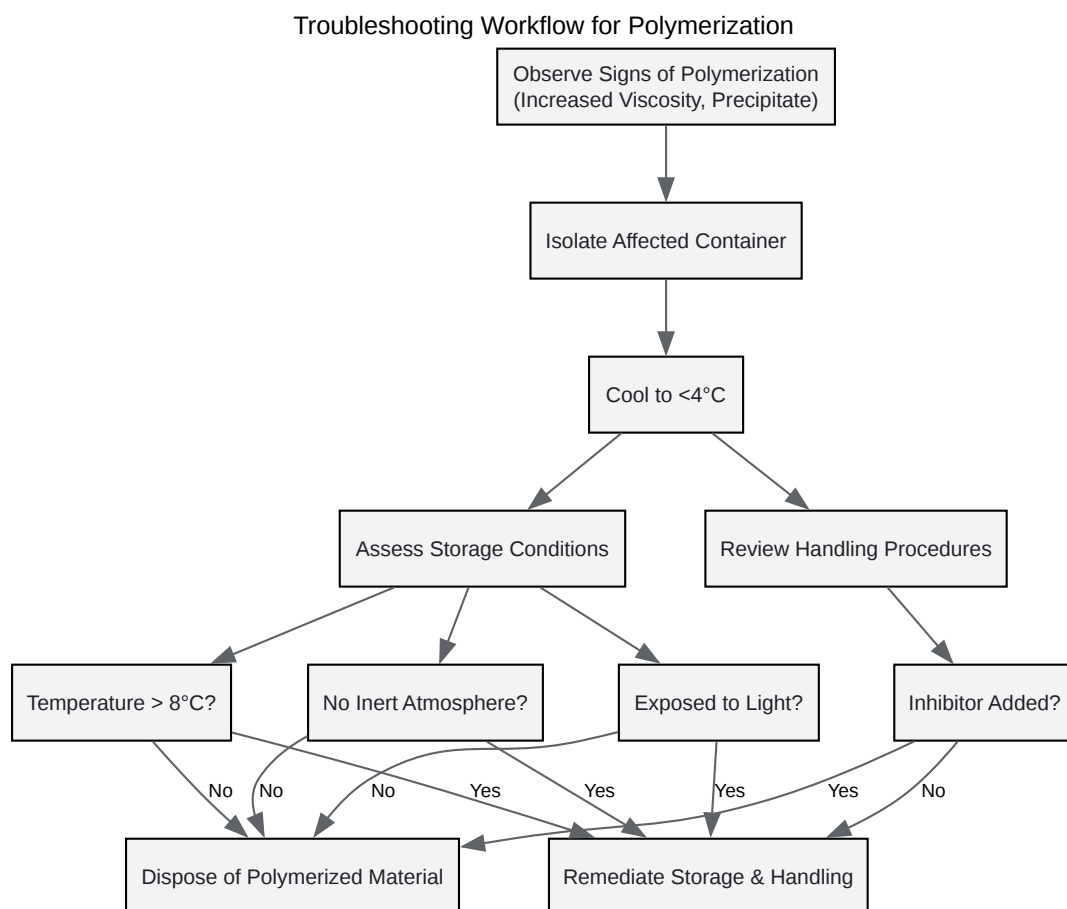 Troubleshooting Workflow for Polymerization
Observe Signs of Polymerization
(Increased Viscosity, Precipitate)
Isolate Affected Container
Cool to <4°C
Assess Storage Conditions
Review Handling Procedures
Temperature > 8°C?
No Inert Atmosphere?
Exposed to Light?
Inhibitor Added?
No
No
No
Yes
Yes
Yes
Yes
No
Dispose of Polymerized Material
Remediate Storage & Handling